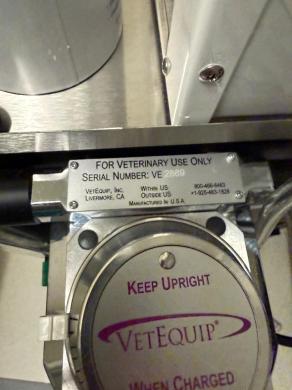 FOR VETERINARY USE ONLY
SERIAL NUMBER: VE 2889
VETEQUIP, INC. WITHIN US 800-466-6463
LIVERMORE, CA OUTSIDE US +1-925-463-1828
MANUFACTURED IN U.S.A.
KEEP UPRIGHT
VETEQUIP®
WHEN CHARGED